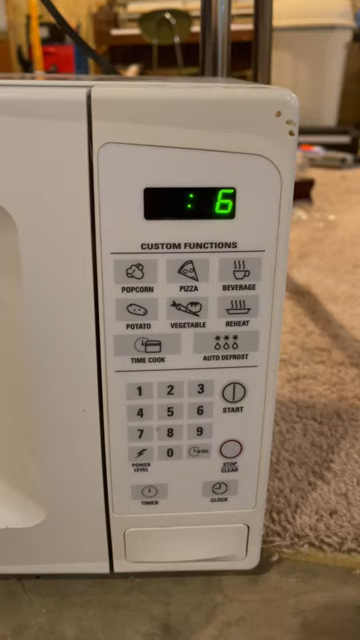 : 6
CUSTOM FUNCTIONS
POPCORN PIZZA BEVERAGE
POTATO VEGETABLE REHEAT
TIME COOK AUTO DEFROST
1 2 3
4 5 6
START
7 8 9
0
POWER LEVEL
STOP
CLEAR
TIMER CLOCK